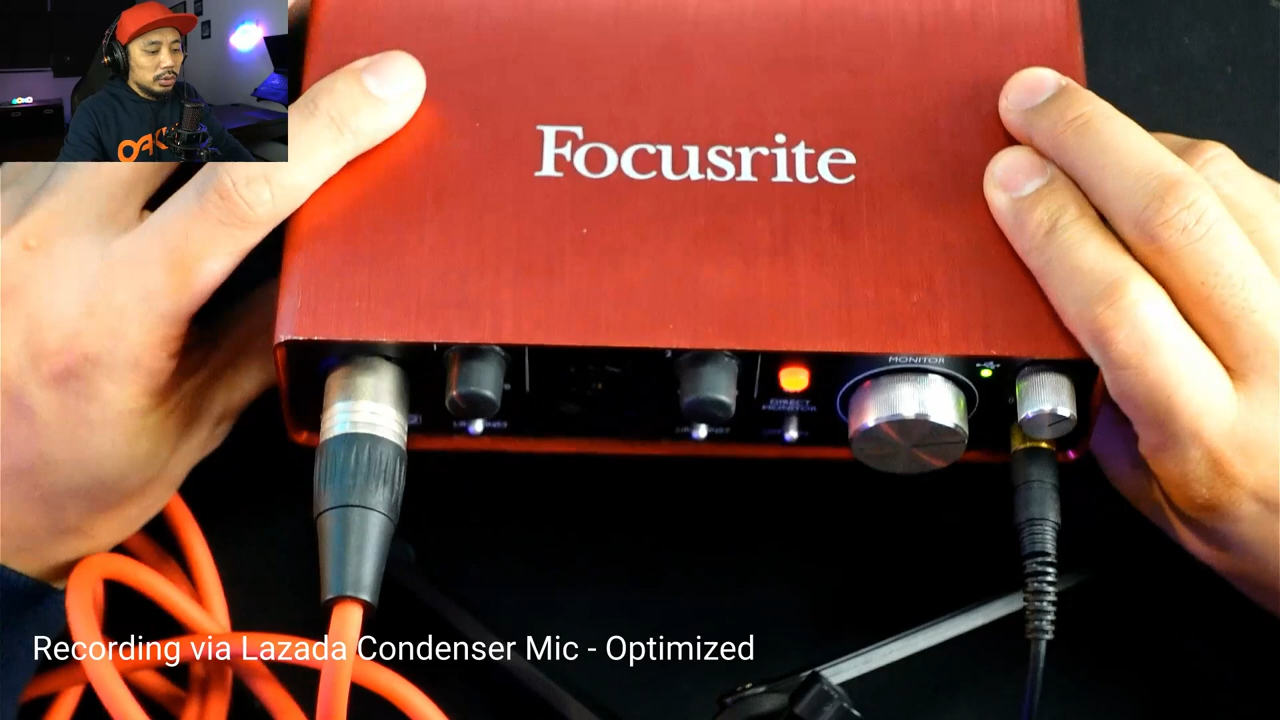 Focusrite
MONITOR
DIRECT
MONITOR
Recording via Lazada Condenser Mic - Optimized